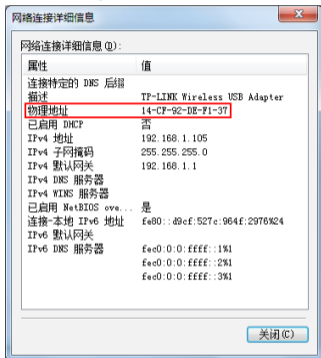 网络连接详细信息
网络连接详细信息(D):
属性 值
连接特定的 DNS 后缀
描述 TP-LINK Wireless USB Adapter
物理地址 14-CF-92-DE-F1-37
已启用 DHCP 否
IPv4 地址 192.168.1.105
IPv4 子网掩码 255.255.255.0
IPv4 默认网关 192.168.1.1
IPv4 DNS 服务器
IPv4 WINS 服务器
已启用 NetBIOS ove... 是
连接-本地 IPv6 地址 fe80::d9cf:527c:964f:2976%24
IPv6 默认网关
IPv6 DNS 服务器 fec0:0:0:ffff::1%1
fec0:0:0:ffff::2%1
fec0:0:0:ffff::3%1
关闭(C)